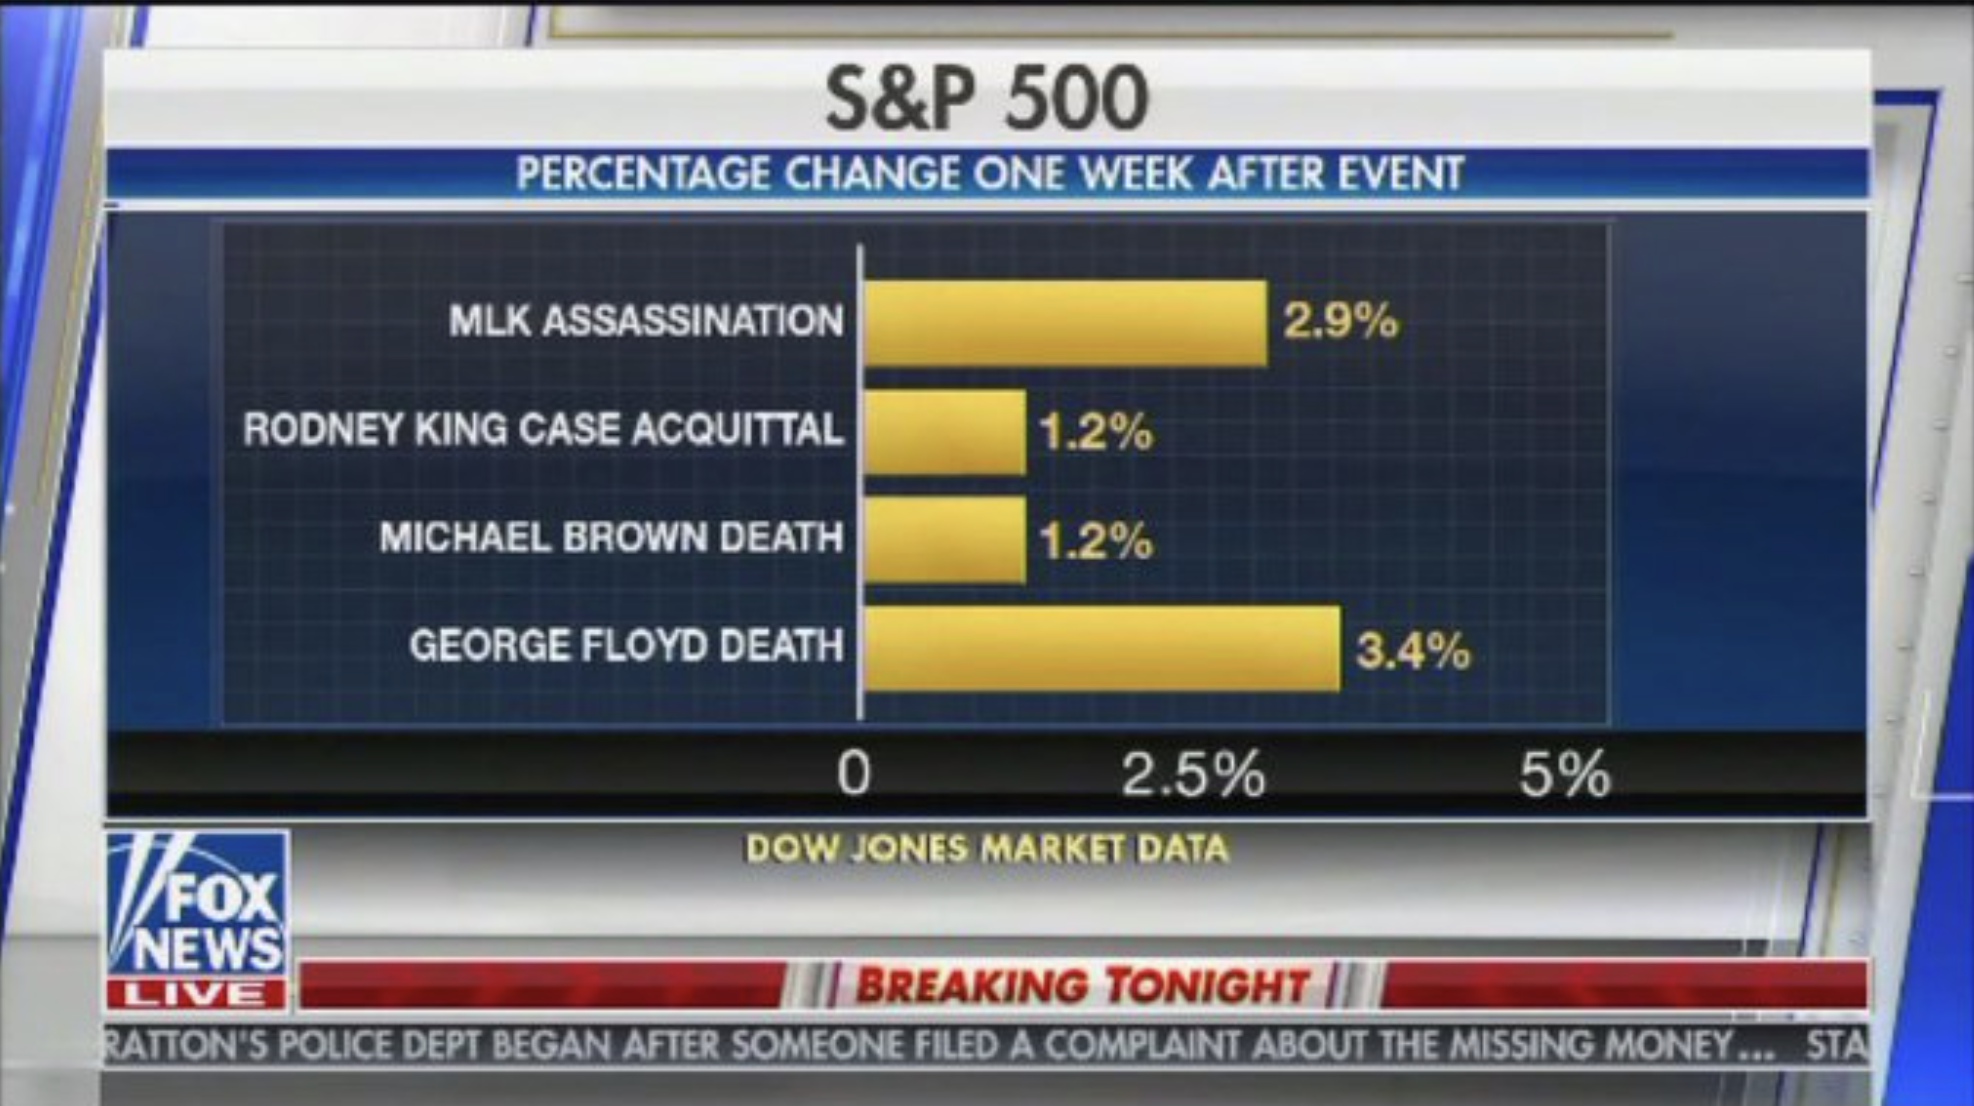 S&P 500
PERCENTAGE CHANGE ONE WEEK AFTER EVENT
MLK ASSASSINATION 2.9%
RODNEY KING CASE ACQUITTAL 1.2%
MICHAEL BROWN DEATH 1.2%
GEORGE FLOYD DEATH 3.4%
0 2.5% 5%
DOW JONES MARKET DATA
FOX
NEWS
LIVE
BREAKING TONIGHT
RATTON'S POLICE DEPT BEGAN AFTER SOMEONE FILED A COMPLAINT ABOUT THE MISSING MONEY... STA